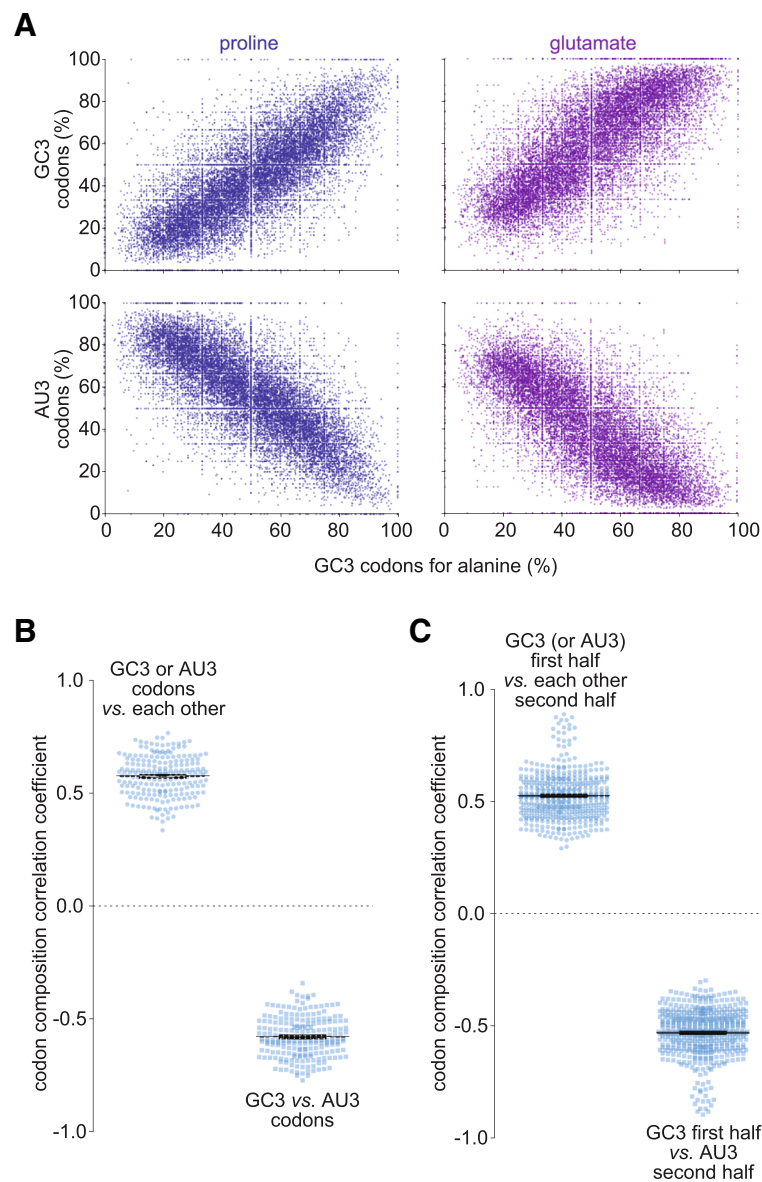 A
proline
glutamate
GC3
codons (%)
100
80
60
40
20
0
AU3
codons (%)
100
80
60
40
20
0
0 20 40 60 80 100
0 20 40 60 80 100
GC3 codons for alanine (%)
B
GC3 or AU3
codons
vs. each other
codon composition correlation coefficient
1.0
0.5
0.0
-0.5
-1.0
GC3 vs. AU3
codons
C
GC3 (or AU3)
first half
vs. each other
second half
codon composition correlation coefficient
1.0
0.5
0.0
-0.5
-1.0
GC3 first half
vs. AU3
second half